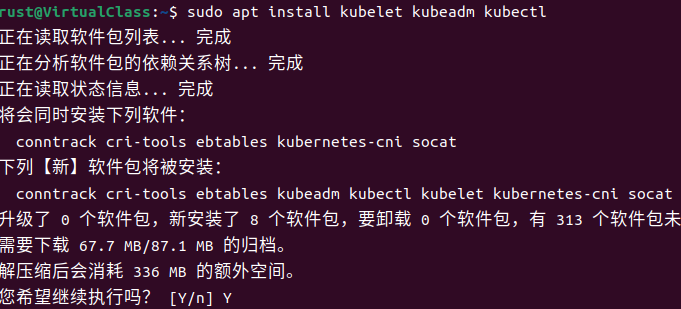 rust@VirtualClass:~$ sudo apt install kubelet kubeadm kubectl
正在读取软件包列表... 完成
正在分析软件包的依赖关系树... 完成
正在读取状态信息... 完成
将会同时安装下列软件：
conntrack cri-tools ebtables kubernetes-cni socat
下列【新】软件包将被安装：
conntrack cri-tools ebtables kubeadm kubectl kubelet kubernetes-cni socat
升级了 0 个软件包，新安装了 8 个软件包，要卸载 0 个软件包，有 313 个软件包未
需要下载 67.7 MB/87.1 MB 的归档。
解压缩后会消耗 336 MB 的额外空间。
您希望继续执行吗？ [Y/n] Y